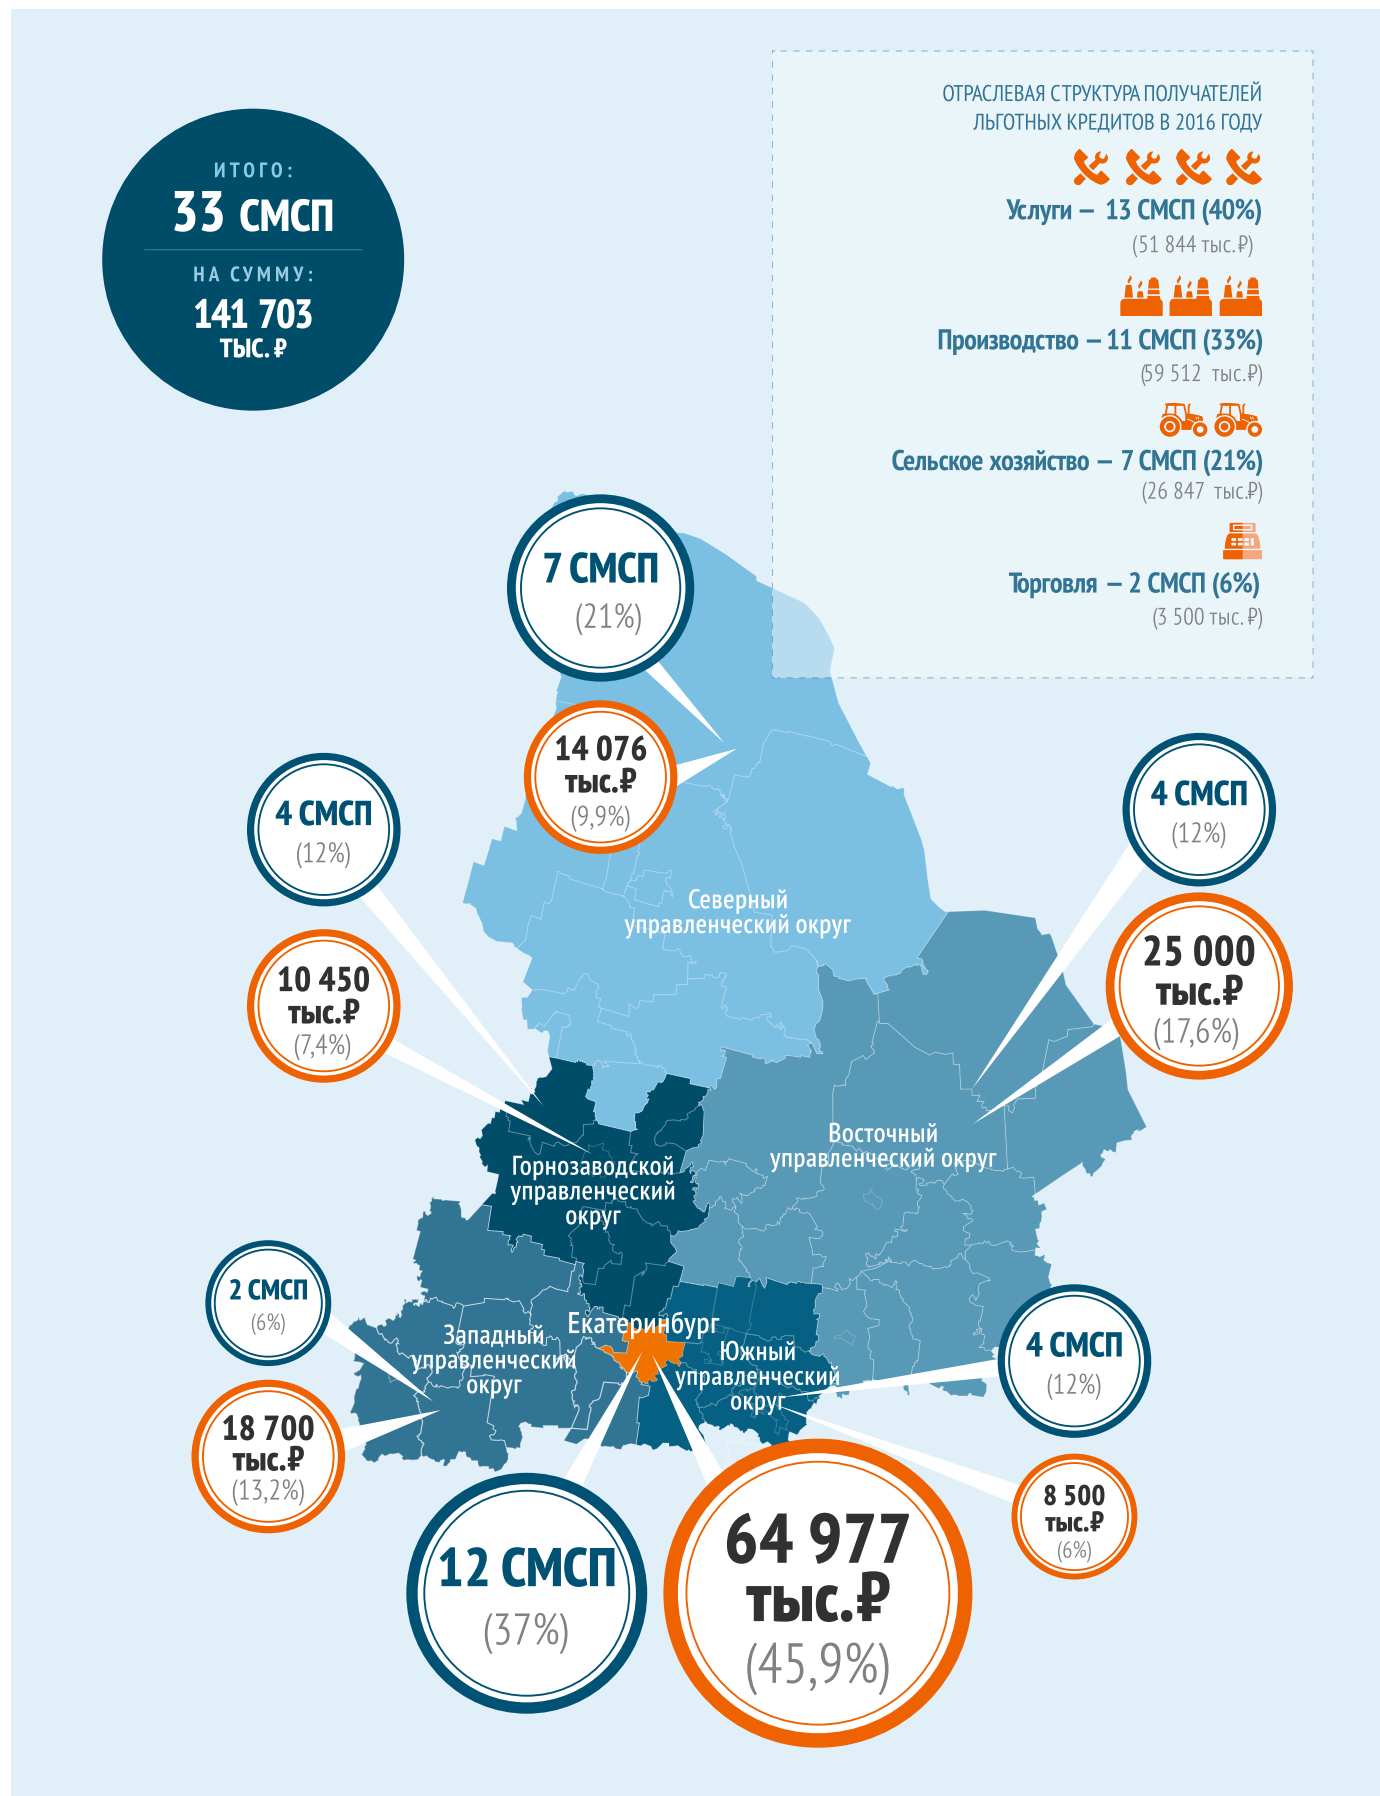 ИТОГО:
33 СМСП
НА СУММУ:
141 703
ТЫС. ₽
ОТРАСЛЕВАЯ СТРУКТУРА ПОЛУЧАТЕЛЕЙ
ЛЬГОТНЫХ КРЕДИТОВ В 2016 ГОДУ
Услуги — 13 СМСП (40%)
(51 844 тыс.₽)
Производство — 11 СМСП (33%)
(59 512 тыс.₽)
Сельское хозяйство — 7 СМСП (21%)
(26 847 тыс.₽)
Торговля — 2 СМСП (6%)
(3 500 тыс. ₽)
7 СМСП
(21%)
14 076
тыс.₽
(9,9%)
4 СМСП
(12%)
10 450
тыс.₽
(7,4%)
4 СМСП
(12%)
25 000
тыс.₽
(17,6%)
Северный
управленческий округ
Восточный
управленческий округ
Горнозаводской
управленческий
округ
2 СМСП
(6%)
18 700
тыс.₽
(13,2%)
Западный
управленческий
округ
Екатеринбург
Южный
управленческий
округ
4 СМСП
(12%)
8 500
тыс.₽
(6%)
12 СМСП
(37%)
64 977
тыс.₽
(45,9%)